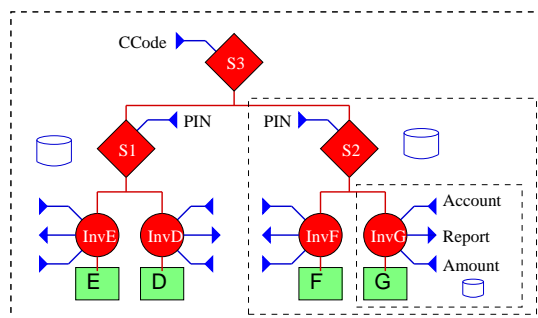 CCode
S3
PIN PIN
S1 S2
Account
InvE InvD InvF InvG Report
Amount
E D F G